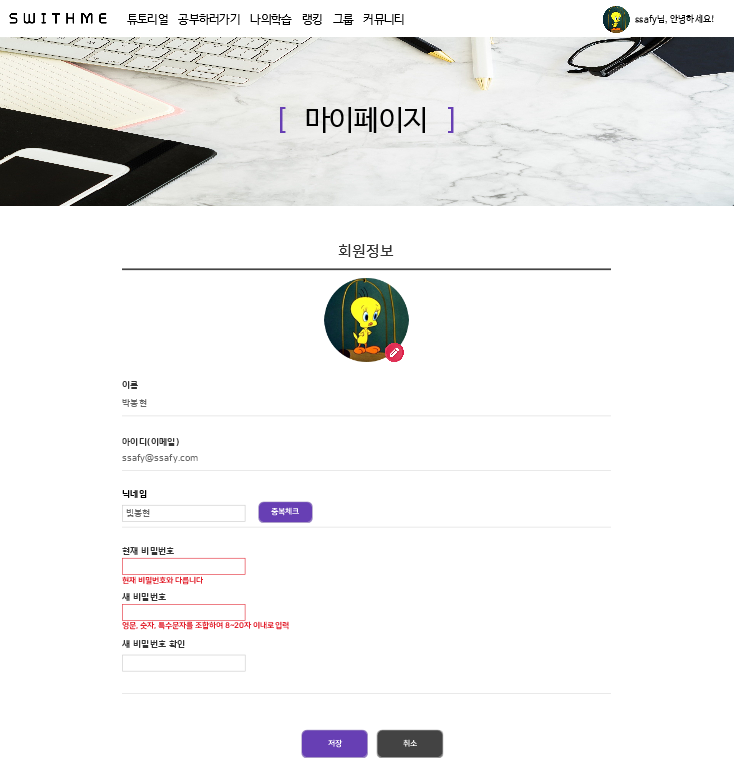 SWITHME 튜토리얼 공부하러가기 나의학습 랭킹 그룹 커뮤니티 ssafy님, 안녕하세요!
[ 마이페이지 ]
회원정보
이름
박봉현
아이디(이메일)
ssafy@ssafy.com
닉네임
빗봉현 중복체크
현재 비밀번호
현재 비밀번호와 다릅니다
새 비밀번호
영문, 숫자, 특수문자를 조합하여 8~20자 이내로 입력
새 비밀번호 확인
저장 취소